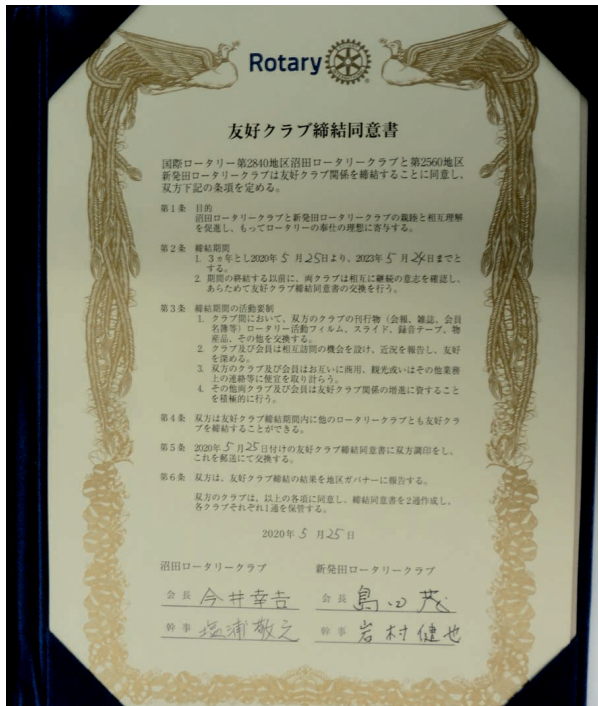 Rotary
友好クラブ締結同意書
国際ロータリー第2840地区沼田ロータリークラブと第2560地区
新発田ロータリークラブは友好クラブ関係を締結することに同意し、
双方下記の条項を定める。
第1条 目的
沼田ロータリークラブと新発田ロータリークラブの親睦と相互理解
を促進し、もってロータリーの奉仕の理想に寄与する。
第2条 締結期間
1. 3ヵ年とし2020年5月25日より、2023年5月24日までと
する。
2. 期間の終結する以前に、両クラブは相互に継続の意志を確認し、
あらためて友好クラブ締結同意書の交換を行う。
第3条 締結期間の活動要制
1. クラブ間において、双方のクラブの刊行物（会報、雑誌、会員
名簿等）ロータリー活動フィルム、スライド、録音テープ、物
産品、その他を交換する。
2. クラブ及び会員は相互訪問の機会を設け、近況を報告し、友好
を深める。
3. 双方のクラブ及び会員はお互いに商用、観光或いはその他業務
上の連絡等に便宜を取り計らう。
4. その他両クラブ及び会員は友好クラブ関係の増進に資すること
を積極的に行う。
第4条 双方は友好クラブ締結期間内に他のロータリークラブとも友好クラ
ブを締結することができる。
第5条 2020年5月25日付けの友好クラブ締結同意書に双方調印をし、
これを郵送にて交換する。
第6条 双方は、友好クラブ締結の結果を地区ガバナーに報告する。
双方のクラブは、以上の各項に同意し、締結同意書を2通作成し、
各クラブそれぞれ1通を保管する。
2020年5月25日
沼田ロータリークラブ 新発田ロータリークラブ
会長 今井幸吉 会長 島田茂
幹事 塩浦敬之 幹事 岩村健也